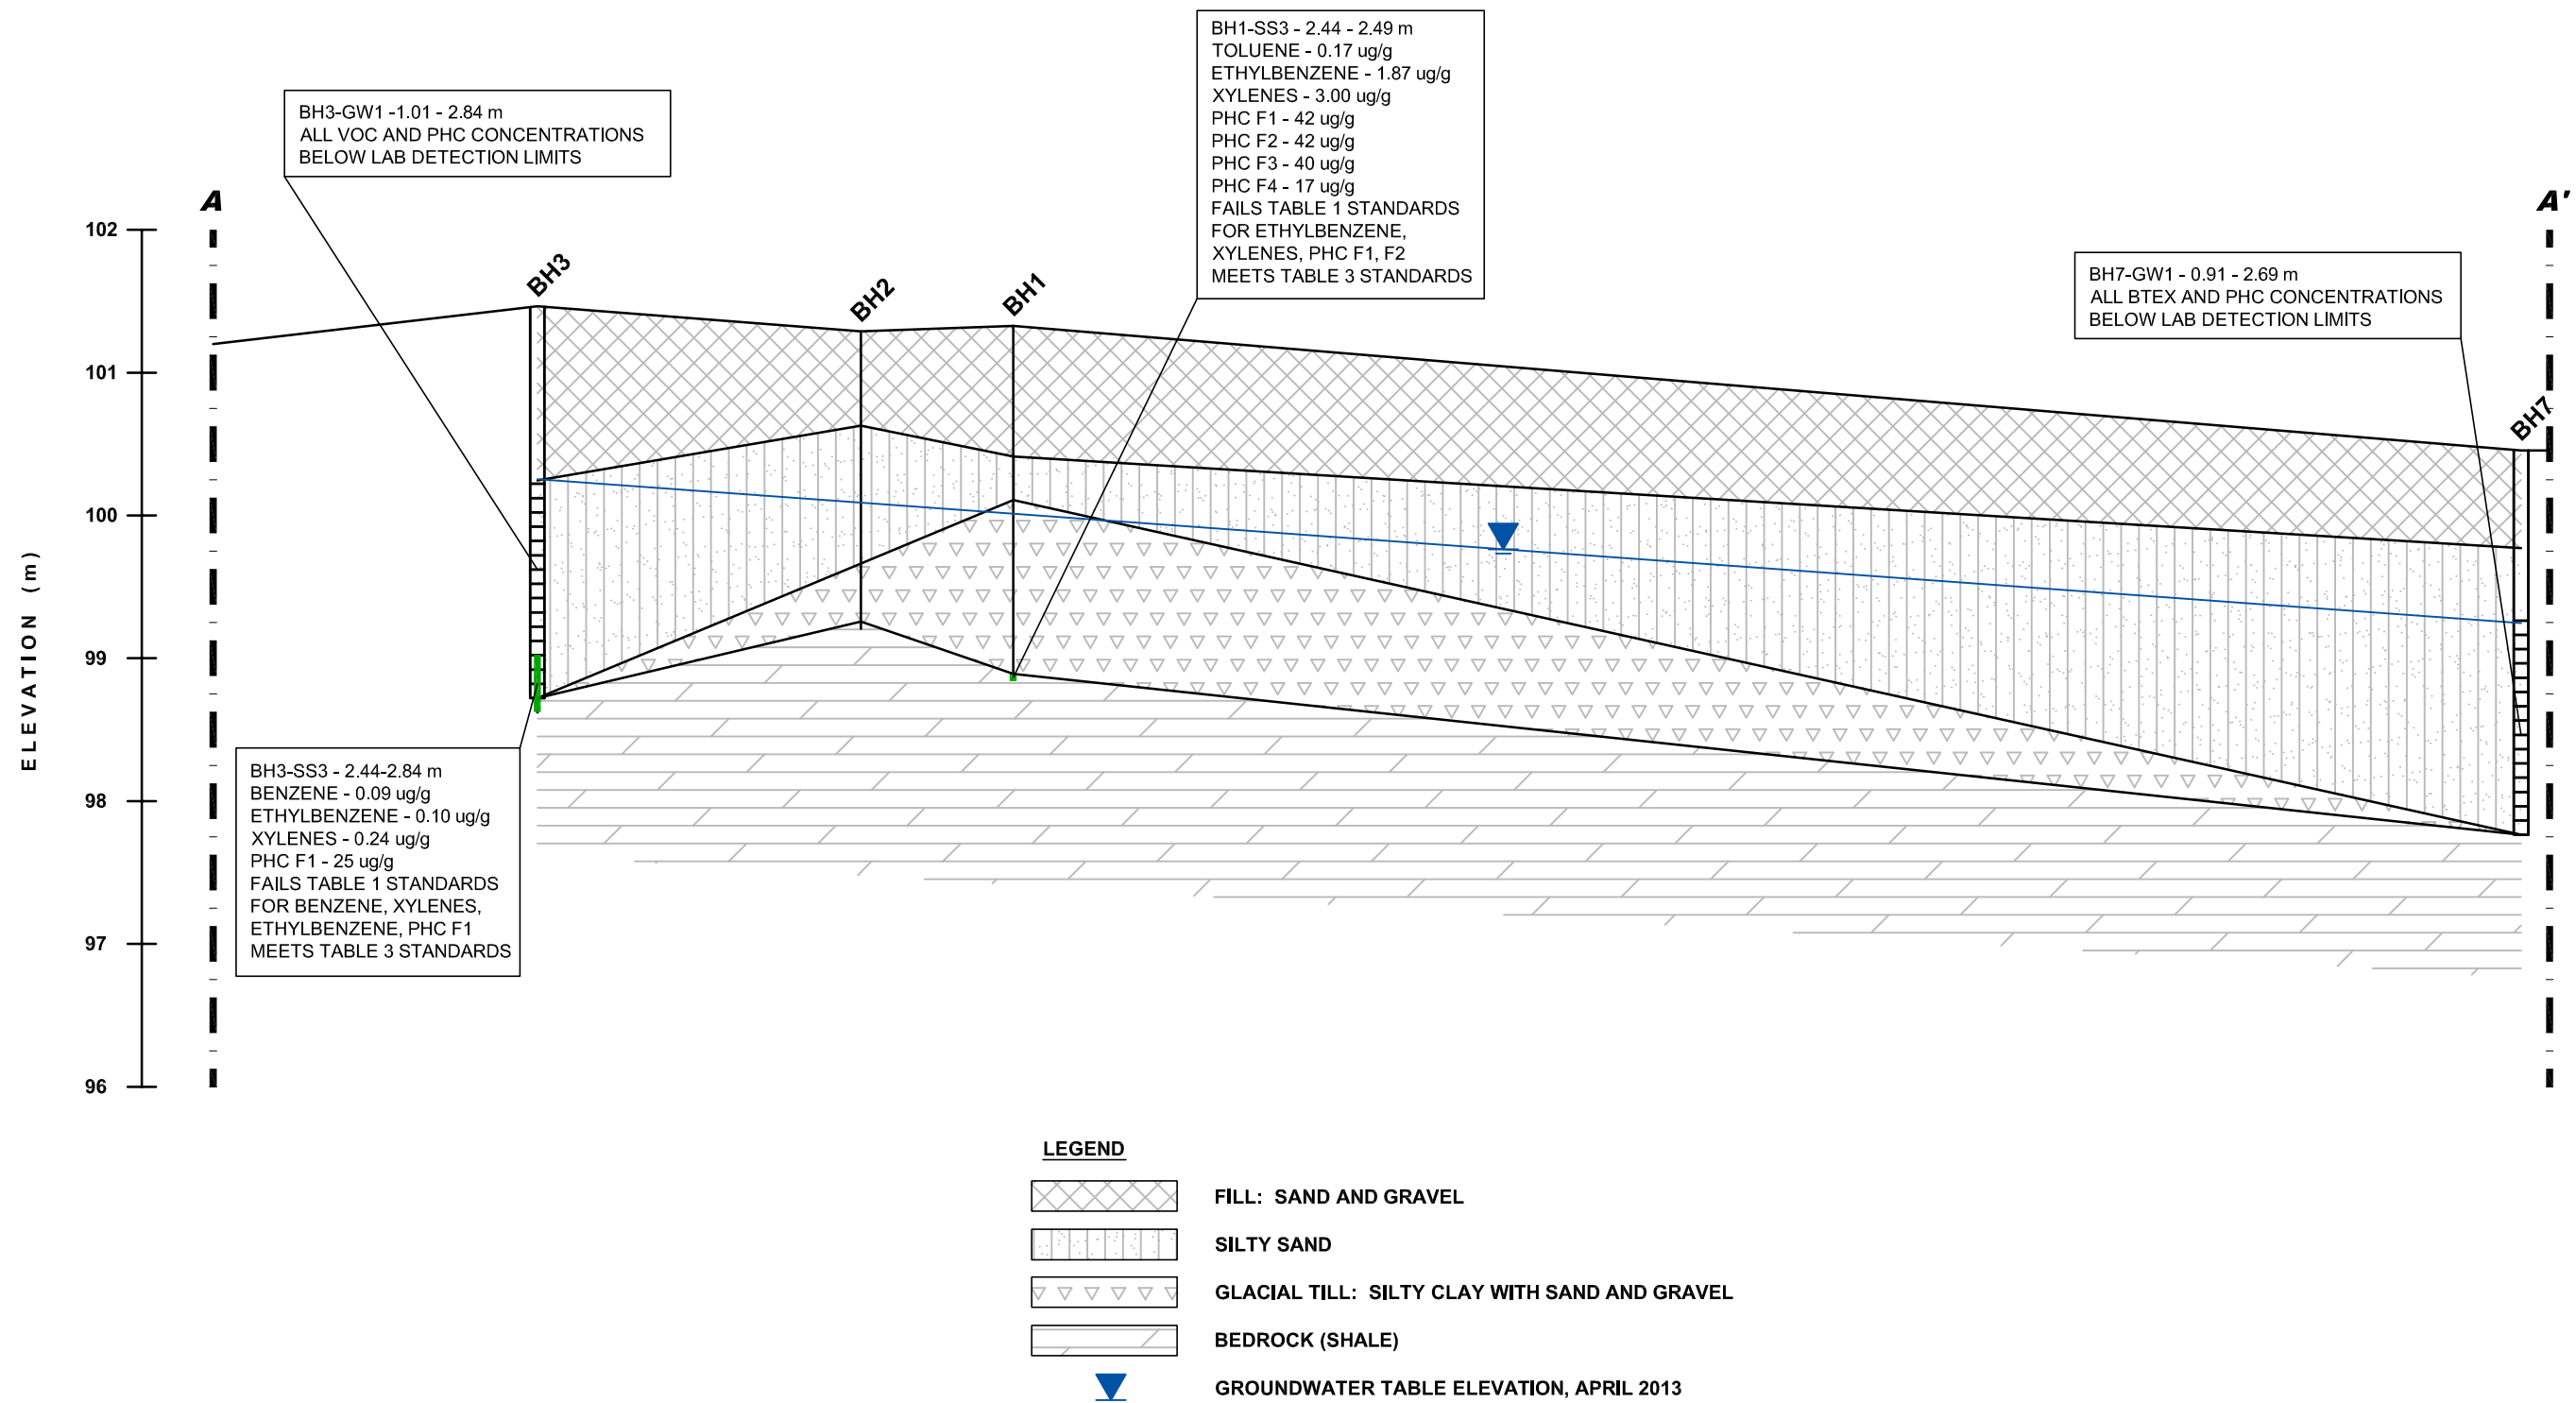 BH1-SS3 - 2.44 - 2.49 m
TOLUENE - 0.17 ug/g
ETHYLBENZENE - 1.87 ug/g
XYLENES - 3.00 ug/g
PHC F1 - 42 ug/g
PHC F2 - 42 ug/g
PHC F3 - 40 ug/g
PHC F4 - 17 ug/g
FAILS TABLE 1 STANDARDS
FOR ETHYLBENZENE,
XYLENES, PHC F1, F2
MEETS TABLE 3 STANDARDS
BH3-GW1 -1.01 - 2.84 m
ALL VOC AND PHC CONCENTRATIONS
BELOW LAB DETECTION LIMITS
A
A'
BH7-GW1 - 0.91 - 2.69 m
ALL BTEX AND PHC CONCENTRATIONS
BELOW LAB DETECTION LIMITS
BH3
BH2
BH1
BH7
102
101
100
99
98
97
96
ELEVATION (m)
BH3-SS3 - 2.44-2.84 m
BENZENE - 0.09 ug/g
ETHYLBENZENE - 0.10 ug/g
XYLENES - 0.24 ug/g
PHC F1 - 25 ug/g
FAILS TABLE 1 STANDARDS
FOR BENZENE, XYLENES,
ETHYLBENZENE, PHC F1
MEETS TABLE 3 STANDARDS
LEGEND
FILL: SAND AND GRAVEL
SILTY SAND
GLACIAL TILL: SILTY CLAY WITH SAND AND GRAVEL
BEDROCK (SHALE)
GROUNDWATER TABLE ELEVATION, APRIL 2013